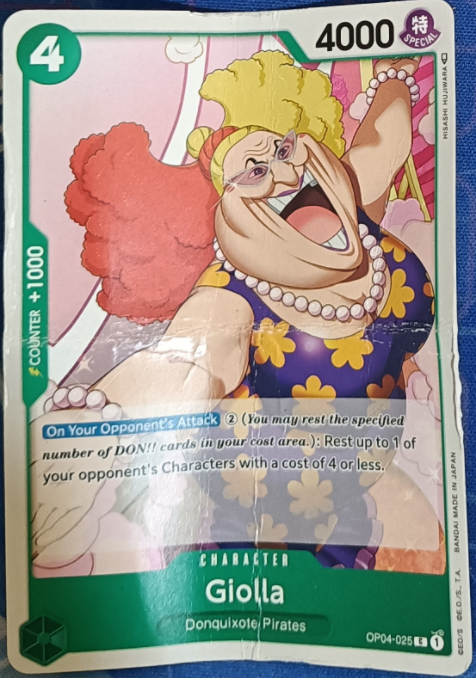 4
4000
特
SPECIAL
HISASHI HUJIWARA
COUNTER +1000
On Your Opponent's Attack ② (You may rest the specified
number of DON!! cards in your cost area.): Rest up to 1 of
your opponent's Characters with a cost of 4 or less.
CHARACTER
Giolla
Donquixote Pirates
OP04-025 C 1
©EO/S ©E.O./S., T.A. BANDAI MADE IN JAPAN